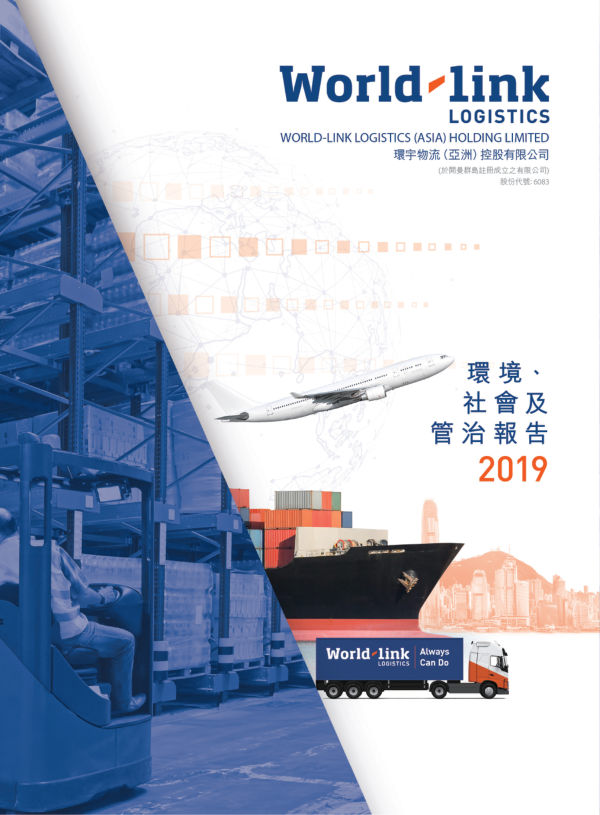 World-link
LOGISTICS
WORLD-LINK LOGISTICS (ASIA) HOLDING LIMITED
環宇物流（亞洲）控股有限公司
(於開曼群島註冊成立之有限公司)
股份代號: 6083
環境、
社會及
管治報告
2019
World-link
LOGISTICS
Always
Can Do